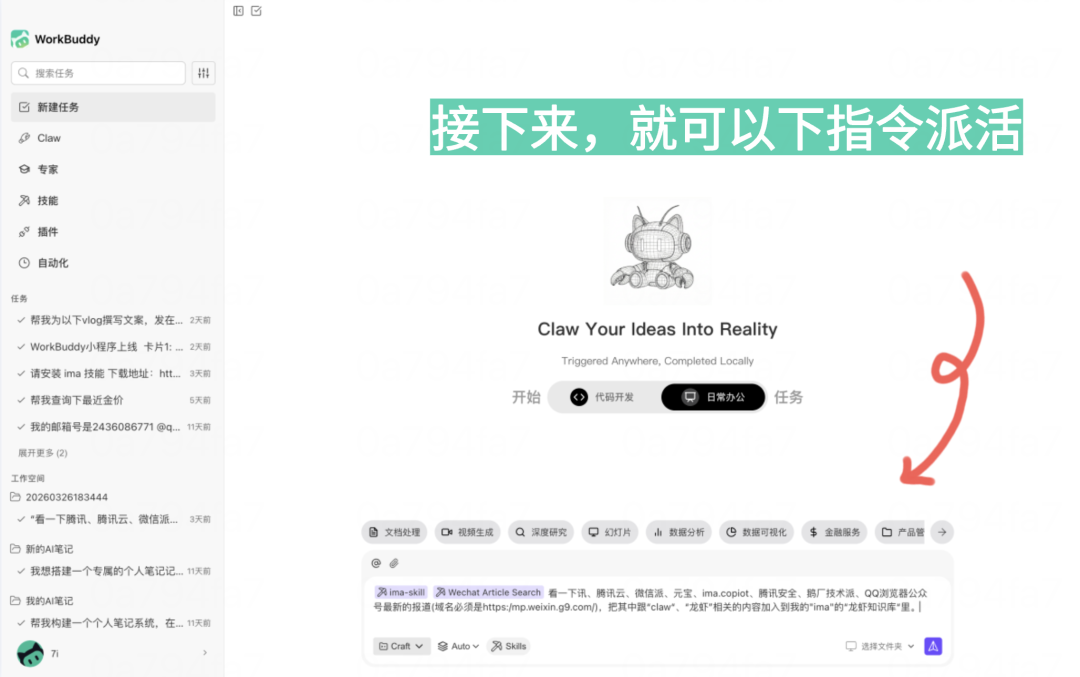 WorkBuddy
搜索任务
新建任务
Claw
专家
技能
插件
自动化
任务
帮我为以下vlog撰写文案，发在... 2天前
WorkBuddy小程序上线 卡片1: ... 2天前
请安装 ima 技能 下载地址：htt... 3天前
帮我查询下最近金价 5天前
我的邮箱号是2436086771 @q... 11天前
展开更多 (2)
工作空间
20260326183444
“看一下腾讯、腾讯云、微信派... 3天前
新的AI笔记
我想搭建一个专属的个人笔记记... 11天前
我的AI笔记
帮我构建一个个人笔记系统，在... 11天前
7i
接下来，就可以下指令派活
Claw Your Ideas Into Reality
Triggered Anywhere, Completed Locally
开始 代码开发 日常办公 任务
文档处理 视频生成 深度研究 幻灯片 数据分析 数据可视化 金融服务 产品管
ima-skill Wechat Article Search 看一下讯、腾讯云、微信派、元宝、ima.copiot、腾讯安全、鹅厂技术派、QQ浏览器公众
号最新的报道(域名必须是https:/mp.weixin.g9.com/)，把其中跟“claw”、“龙虾”相关的内容加入到我的“ima”的“龙虾知识库”里。
Craft Auto Skills 选择文件夹